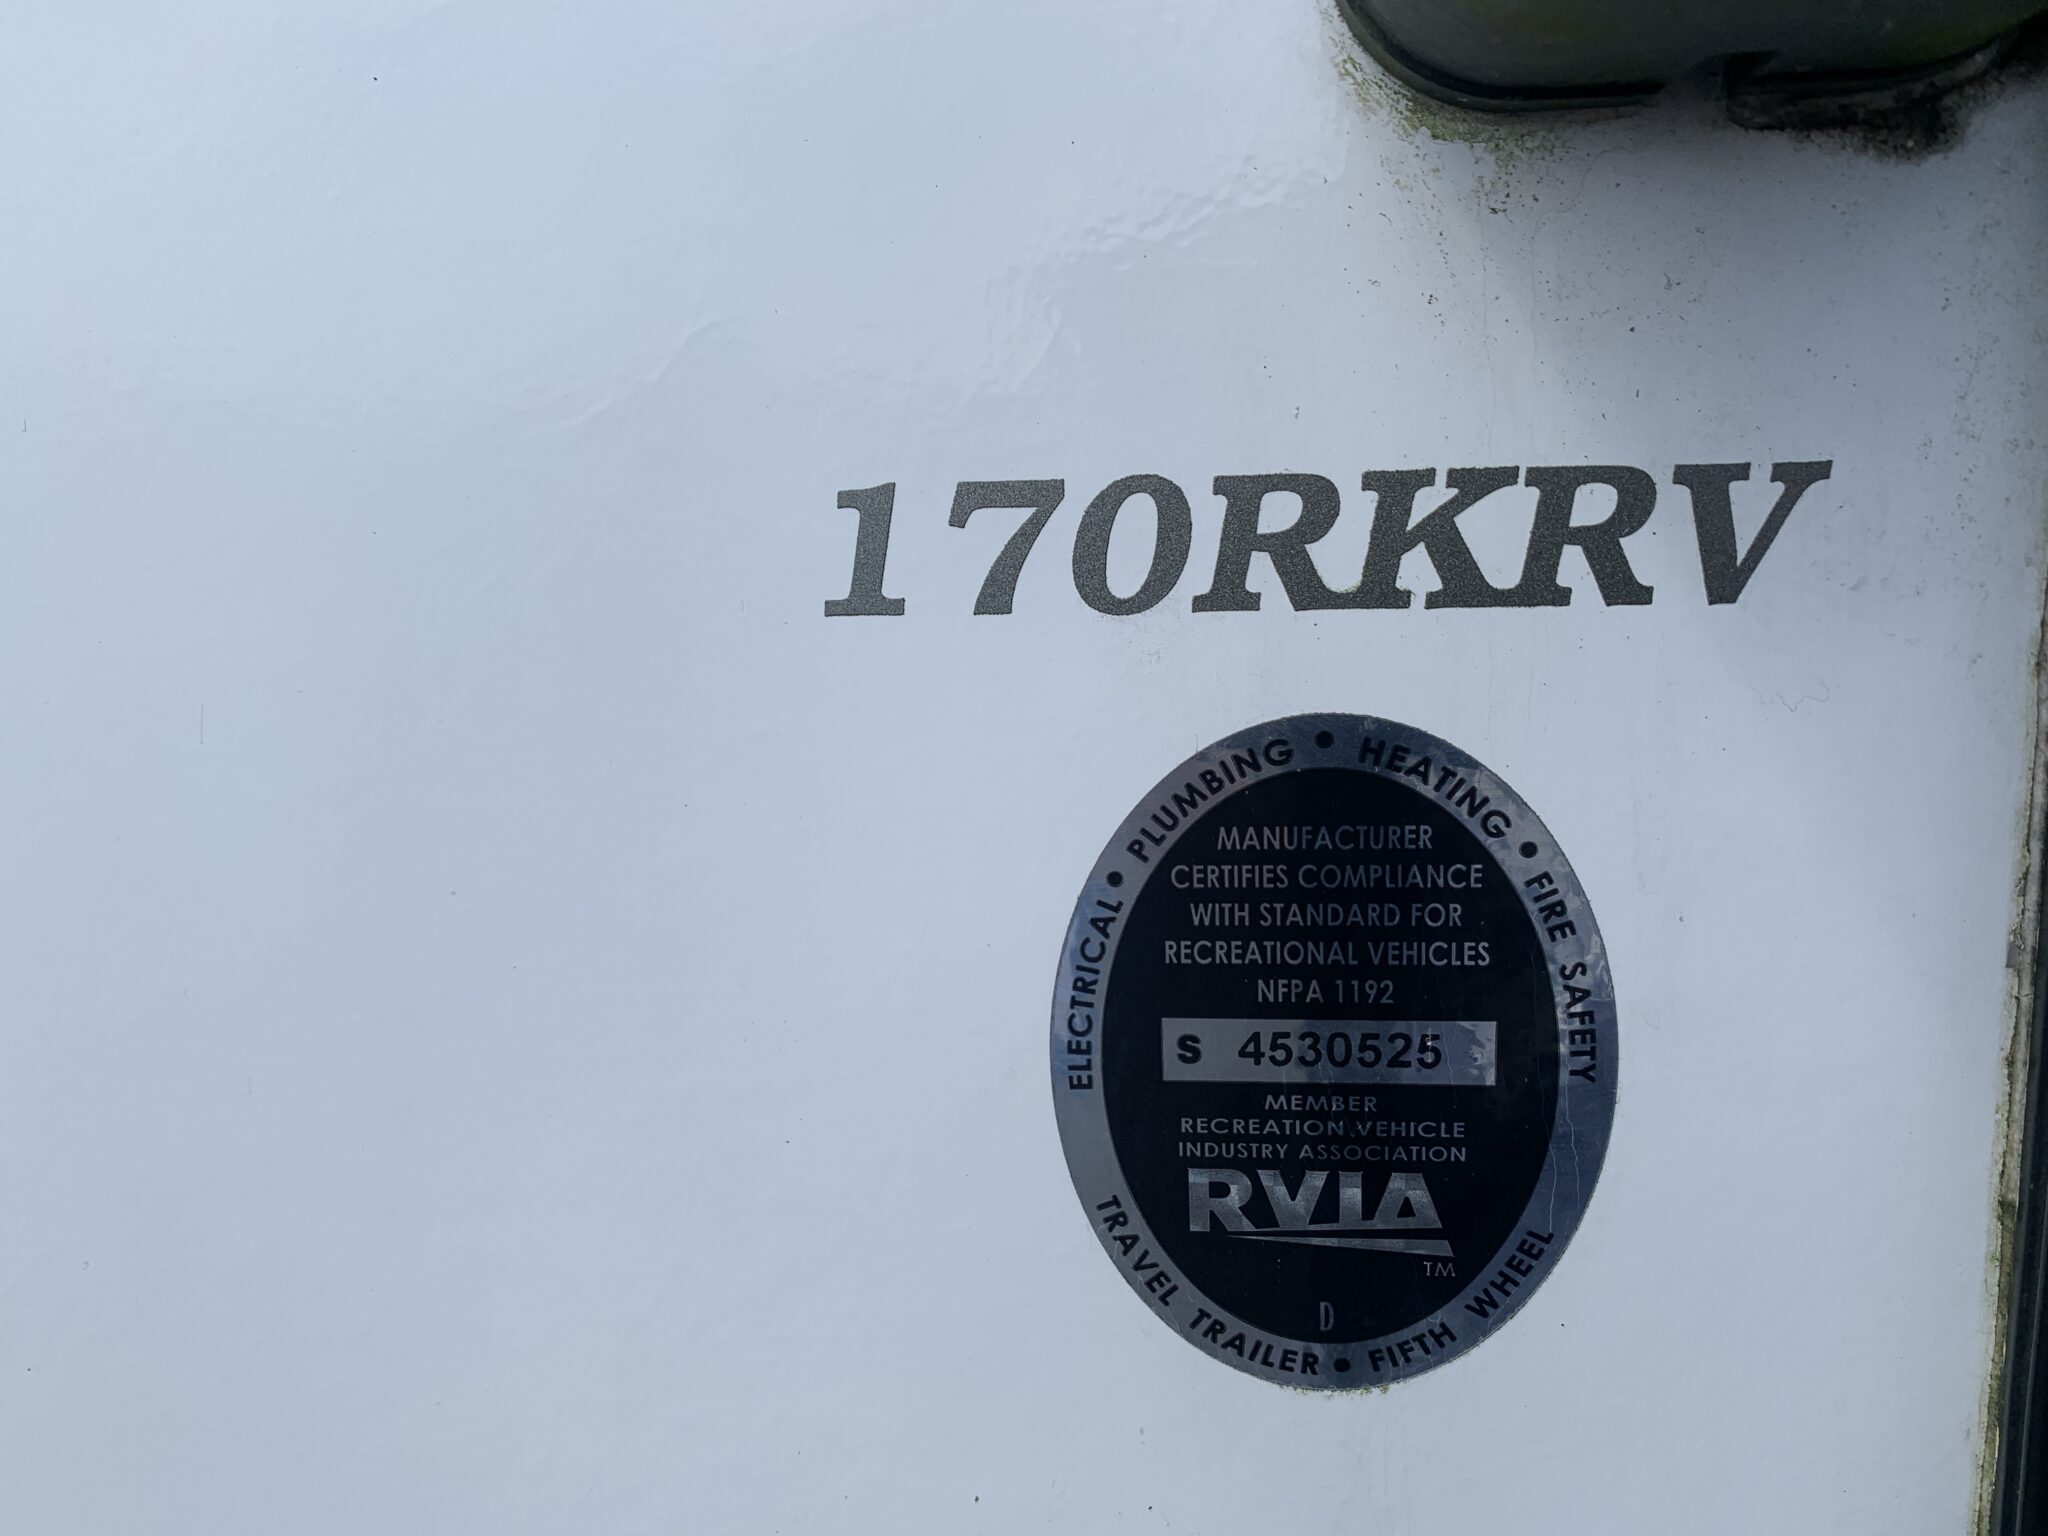 170RKRV
ELECTRICAL • PLUMBING • HEATING • FIRE SAFETY
MANUFACTURER
CERTIFIES COMPLIANCE
WITH STANDARD FOR
RECREATIONAL VEHICLES
NFPA 1192
S 4530525
MEMBER
RECREATION VEHICLE
INDUSTRY ASSOCIATION
RVIA
TM
D
TRAVEL TRAILER • FIFTH WHEEL